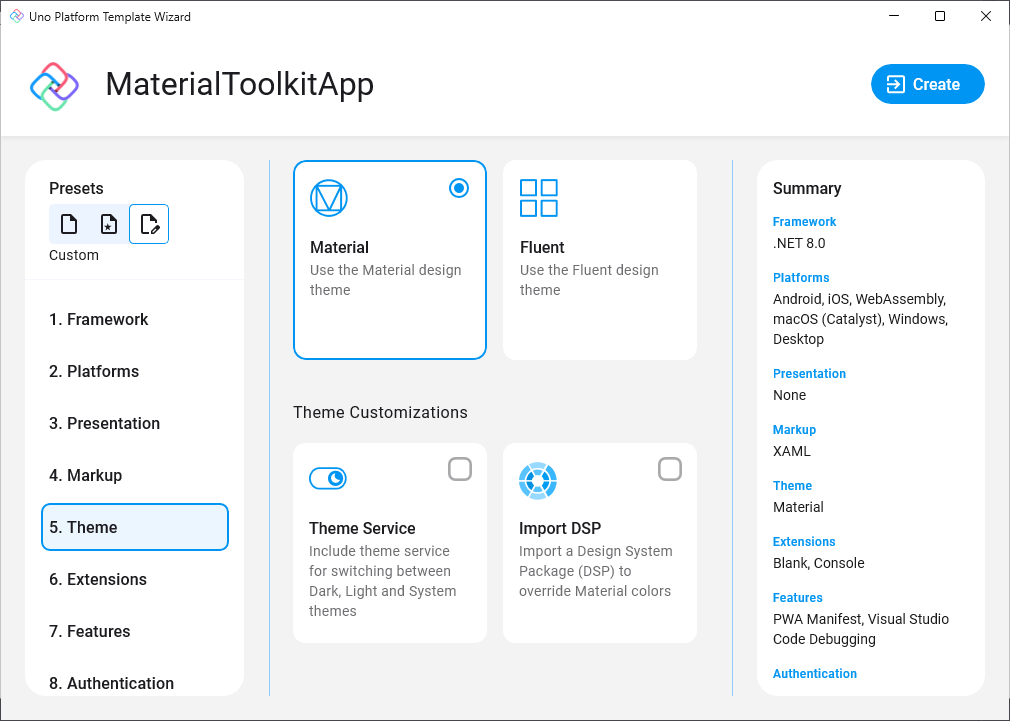 Uno Platform Template Wizard
MaterialToolkitApp
Create
Presets
Custom
1. Framework
2. Platforms
3. Presentation
4. Markup
5. Theme
6. Extensions
7. Features
8. Authentication
Material
Use the Material design
theme
Fluent
Use the Fluent design
theme
Theme Customizations
Theme Service
Include theme service
for switching between
Dark, Light and System
themes
Import DSP
Import a Design System
Package (DSP) to
override Material colors
Summary
Framework
.NET 8.0
Platforms
Android, iOS, WebAssembly,
macOS (Catalyst), Windows,
Desktop
Presentation
None
Markup
XAML
Theme
Material
Extensions
Blank, Console
Features
PWA Manifest, Visual Studio
Code Debugging
Authentication